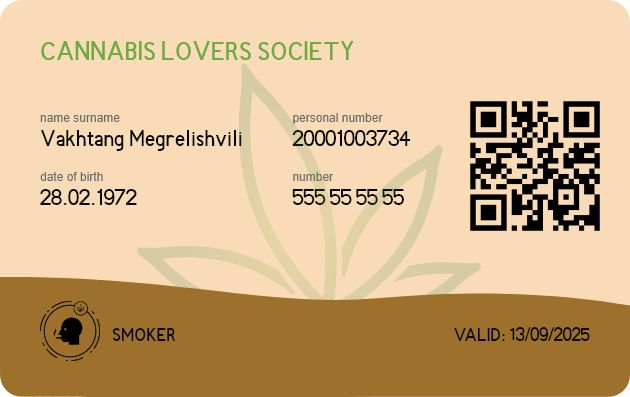 CANNABIS LOVERS SOCIETY
name surname
Vakhtang Megrelishvili
personal number
20001003734
date of birth
28.02.1972
number
555 55 55 55
SMOKER
VALID: 13/09/2025